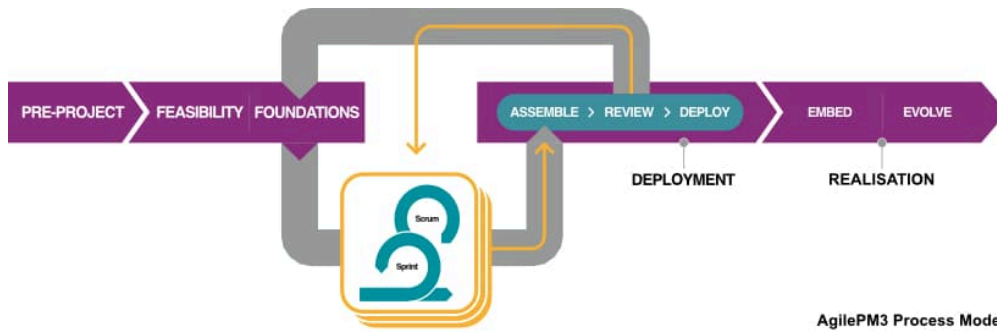 PRE-PROJECT
FEASIBILITY
FOUNDATIONS
ASSEMBLE > REVIEW > DEPLOY
EMBED
EVOLVE
DEPLOYMENT
REALISATION
Scrum
Sprint
AgilePM3 Process Mode